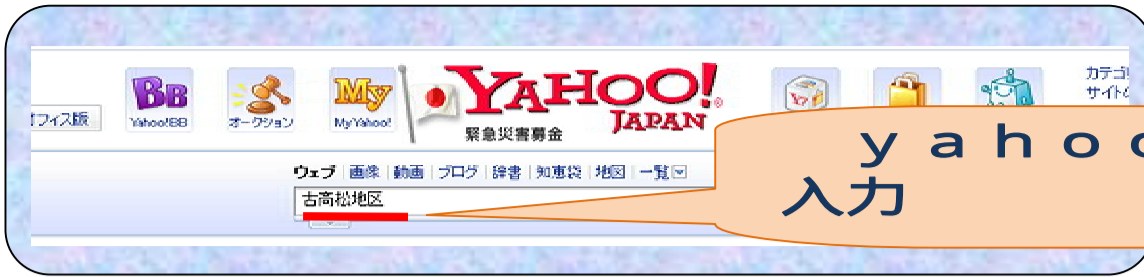 カテゴ
サイト
オフィス版
BB
Yahoo!BB
オークション
My
My Yahoo!
YAHOO!
JAPAN
緊急災害募金
ウェブ | 画像 | 動画 | ブログ | 辞書 | 知恵袋 | 地図 | 一覧
古高松地区
ｙａｈｏｏ
入力